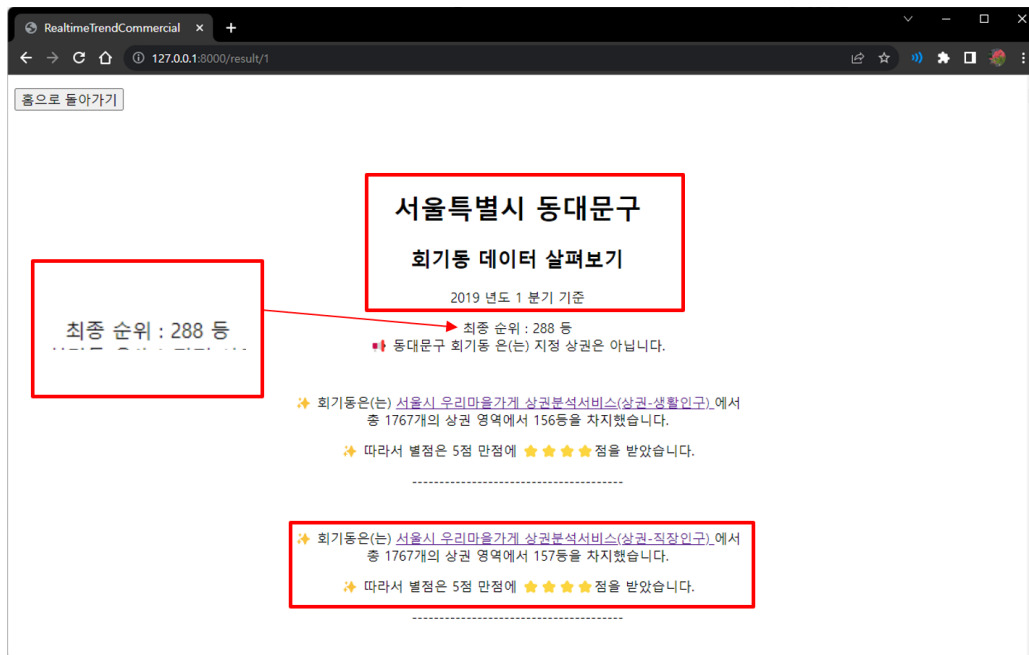 RealtimeTrendCommercial
127.0.0.1:8000/result/1
홈으로 돌아가기
서울특별시 동대문구
회기동 데이터 살펴보기
2019 년도 1 분기 기준
최종 순위 : 288 등
최종 순위 : 288 등
동대문구 회기동 은(는) 지정 상권은 아닙니다.
회기동은(는) 서울시 우리마을가게 상권분석서비스(상권-생활인구) 에서
총 1767개의 상권 영역에서 156등을 차지했습니다.
따라서 별점은 5점 만점에 ⭐⭐⭐⭐점을 받았습니다.
---------------------------------------
회기동은(는) 서울시 우리마을가게 상권분석서비스(상권-직장인구) 에서
총 1767개의 상권 영역에서 157등을 차지했습니다.
따라서 별점은 5점 만점에 ⭐⭐⭐⭐점을 받았습니다.
---------------------------------------